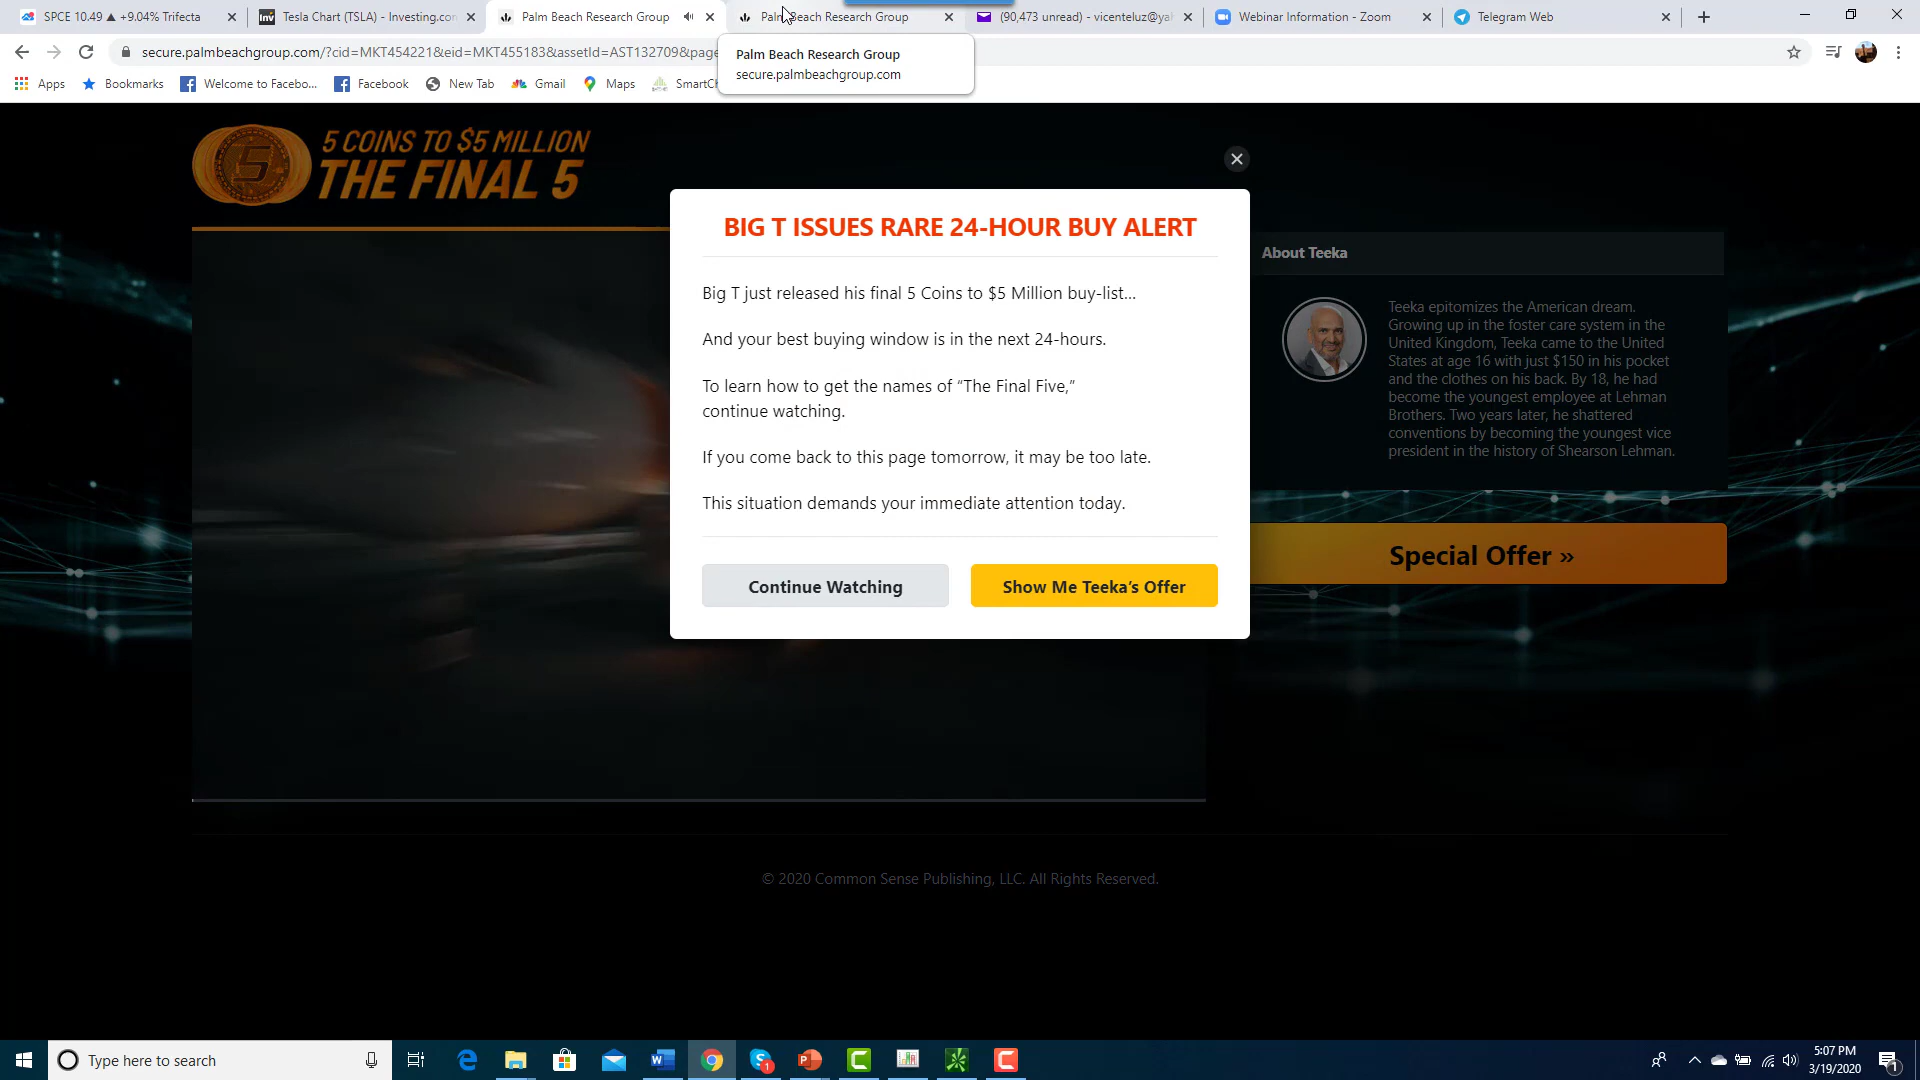 SPCE 10.49 ▲ +9.04% Trifecta
Tesla Chart (TSLA) - Investing.com
Palm Beach Research Group
Palm Beach Research Group
(90,473 unread) - vicenteluz@ya
Webinar Information - Zoom
Telegram Web
secure.palmbeachgroup.com/?cid=MKT454221&eid=MKT455183&assetId=AST132709&page
Palm Beach Research Group
secure.palmbeachgroup.com
Apps
Bookmarks
Welcome to Facebo...
Facebook
New Tab
Gmail
Maps
SmartCh
5 COINS TO $5 MILLION
THE FINAL 5
BIG T ISSUES RARE 24-HOUR BUY ALERT
Big T just released his final 5 Coins to $5 Million buy-list...
And your best buying window is in the next 24-hours.
To learn how to get the names of “The Final Five,”
continue watching.
If you come back to this page tomorrow, it may be too late.
This situation demands your immediate attention today.
Continue Watching
Show Me Teeka’s Offer
About Teeka
Teeka epitomizes the American dream.
Growing up in the foster care system in the
United Kingdom, Teeka came to the United
States at age 16 with just $150 in his pocket
and the clothes on his back. By 18, he had
become the youngest employee at Lehman
Brothers. Two years later, he shattered
conventions by becoming the youngest vice
president in the history of Shearson Lehman.
Special Offer »
© 2020 Common Sense Publishing, LLC. All Rights Reserved.
Type here to search
5:07 PM
3/19/2020